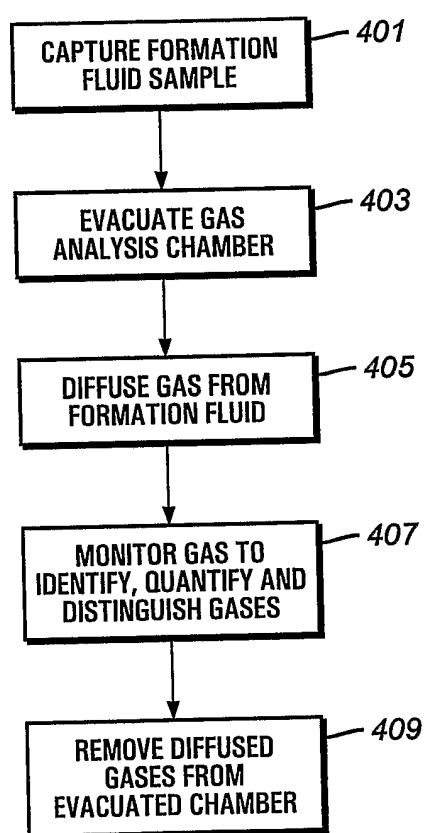 401
CAPTURE FORMATION
FLUID SAMPLE
403
EVACUATE GAS
ANALYSIS CHAMBER
405
DIFFUSE GAS FROM
FORMATION FLUID
407
MONITOR GAS TO
IDENTIFY, QUANTIFY AND
DISTINGUISH GASES
409
REMOVE DIFFUSED
GASES FROM
EVACUATED CHAMBER